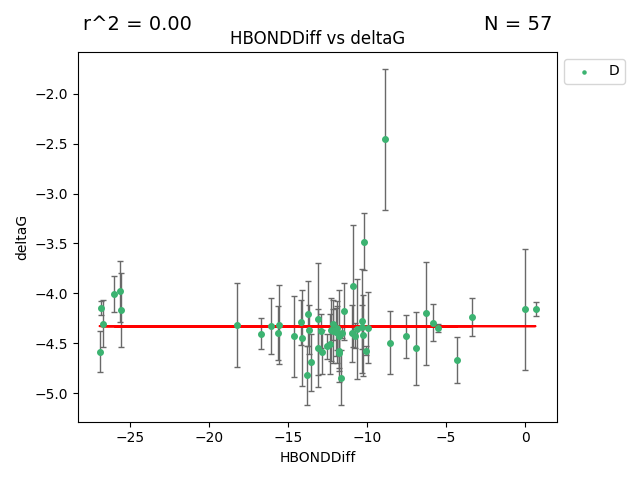 r^2 = 0.00
N = 57
HBONDDiff vs deltaG
D
deltaG
−2.0
−2.5
−3.0
−3.5
−4.0
−4.5
−5.0
−25
−20
−15
−10
−5
0
HBONDDiff